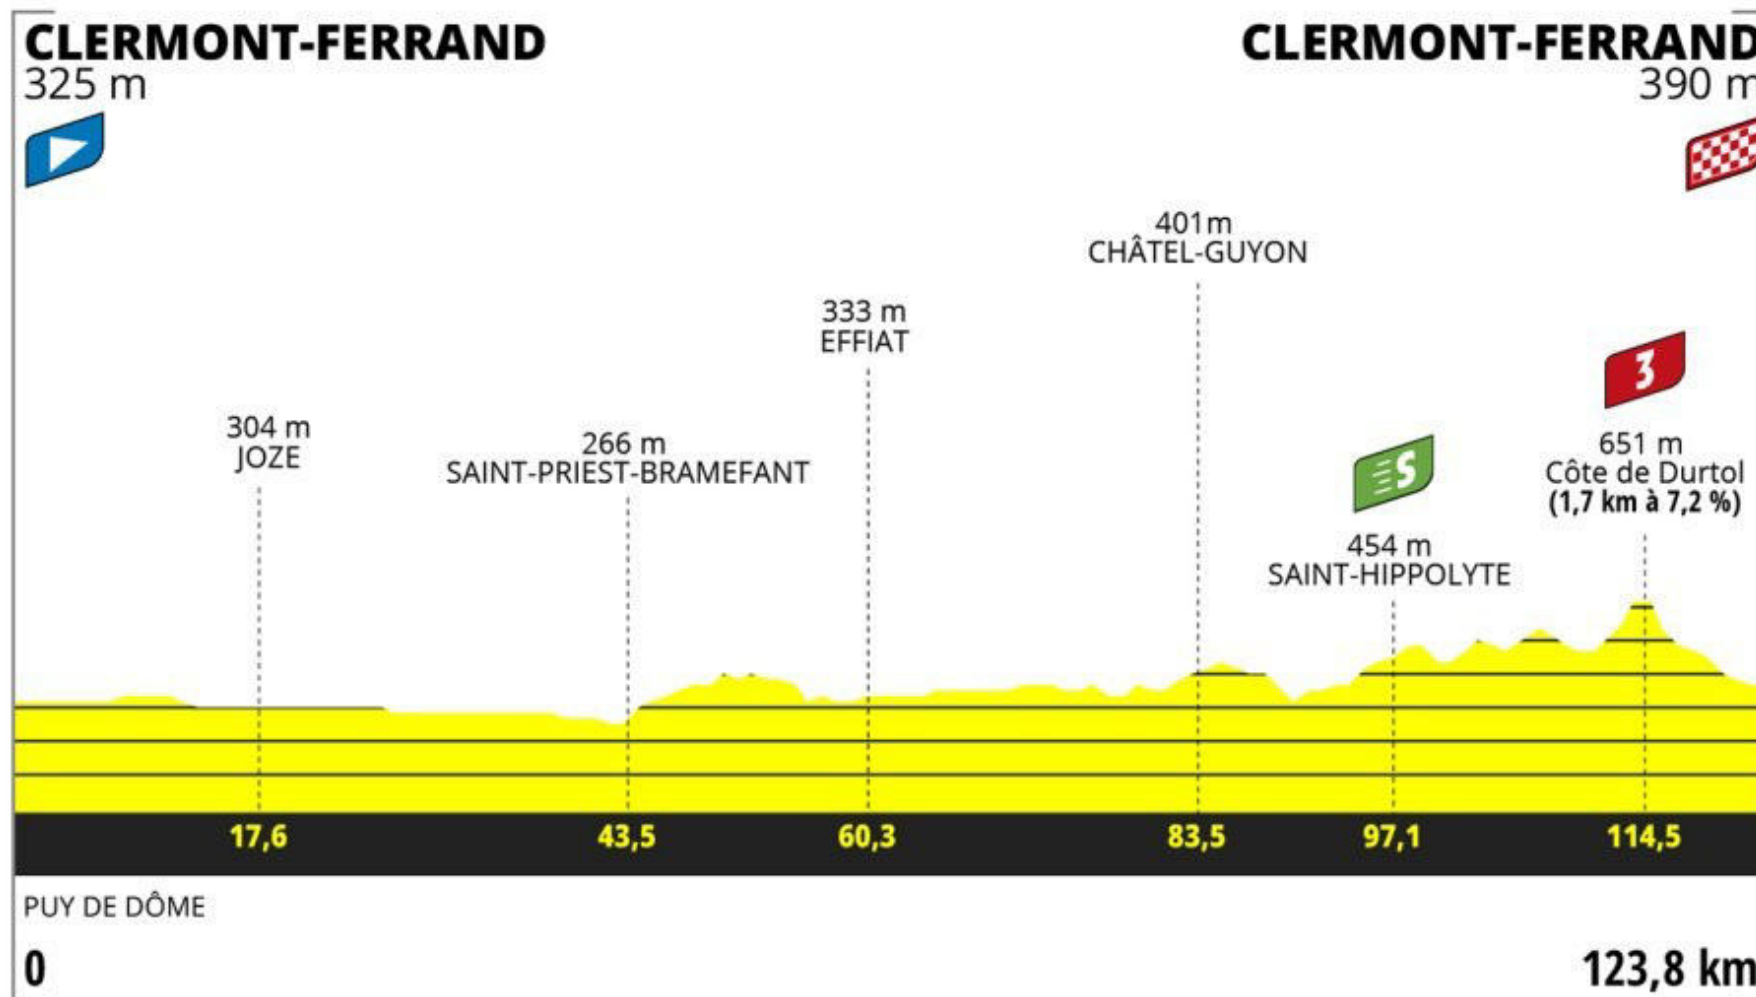 CLERMONT-FERRAND
325 m
CLERMONT-FERRAND
390 m
401m
CHÂTEL-GUYON
333 m
EFFIAT
3
304 m
JOZE
266 m
SAINT-PRIEST-BRAMEFANT
S
651 m
Côte de Durtol
(1,7 km à 7,2 %)
454 m
SAINT-HIPPOLYTE
17,6
43,5
60,3
83,5
97,1
114,5
PUY DE DÔME
0
123,8 km